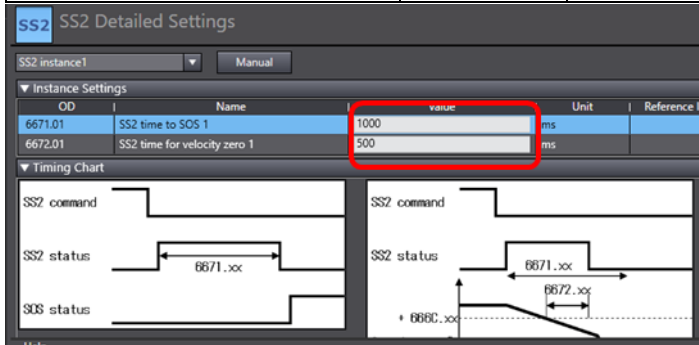 SS2 SS2 Detailed Settings
SS2 instance1 Manual
Instance Settings
OD Name Value Unit Reference
6671.01 SS2 time to SOS 1 1000 ms
6672.01 SS2 time for velocity zero 1 500 ms
Timing Chart
SS2 command
SS2 status
6671.xx
SOS status
SS2 command
SS2 status
6671.xx
6672.xx
+ 666C.xx